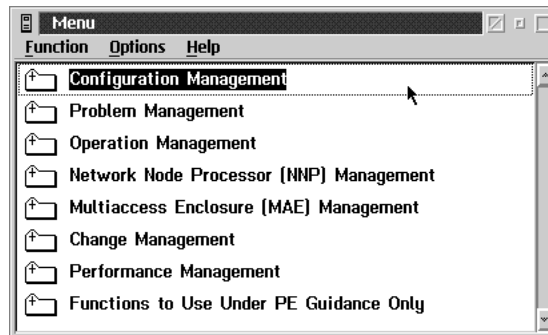 Menu
Function Options Help
Configuration Management
Problem Management
Operation Management
Network Node Processor (NNP) Management
Multiaccess Enclosure (MAE) Management
Change Management
Performance Management
Functions to Use Under PE Guidance Only